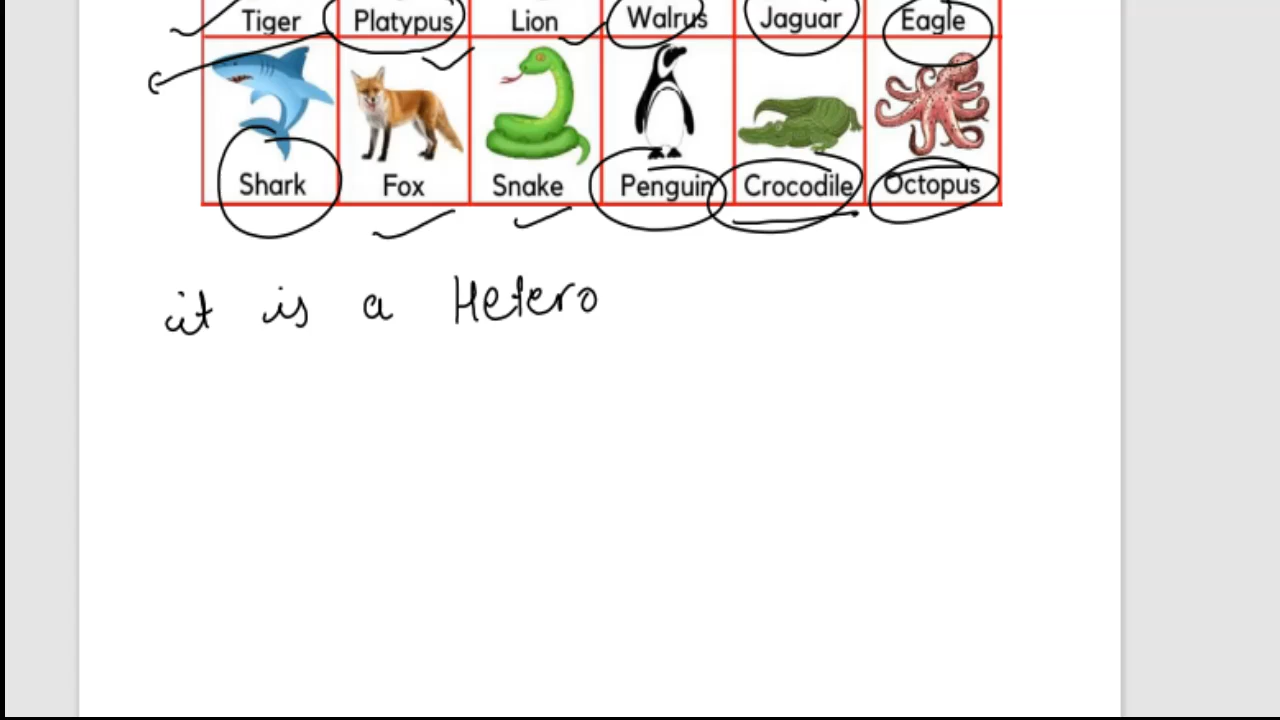 Tiger Platypus Lion Walrus Jaguar Eagle
Shark Fox Snake Penguin Crocodile Octopus
it is a Hetero